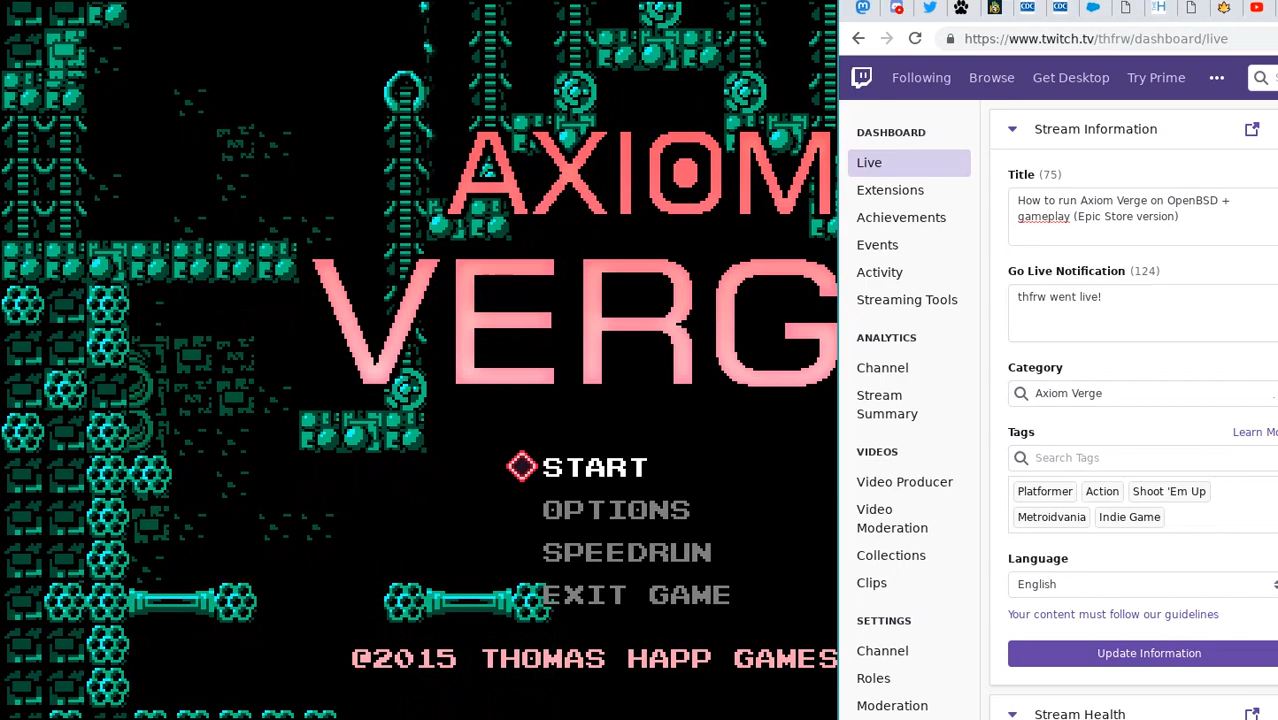 AXIOM
VERG
START
OPTIONS
SPEEDRUN
EXIT GAME
©2015 THOMAS HAPP GAMES
https://www.twitch.tv/thfrw/dashboard/live
Following
Browse
Get Desktop
Try Prime
•••
DASHBOARD
Live
Extensions
Achievements
Events
Activity
Streaming Tools
ANALYTICS
Channel
Stream
Summary
VIDEOS
Video Producer
Video
Moderation
Collections
Clips
SETTINGS
Channel
Roles
Moderation
Stream Information
Title (75)
How to run Axiom Verge on OpenBSD +
gameplay (Epic Store version)
Go Live Notification (124)
thfrw went live!
Category
Axiom Verge
Tags
Learn Mo
Search Tags
Platformer Action Shoot 'Em Up
Metroidvania Indie Game
Language
English
Your content must follow our guidelines
Update Information
Stream Health